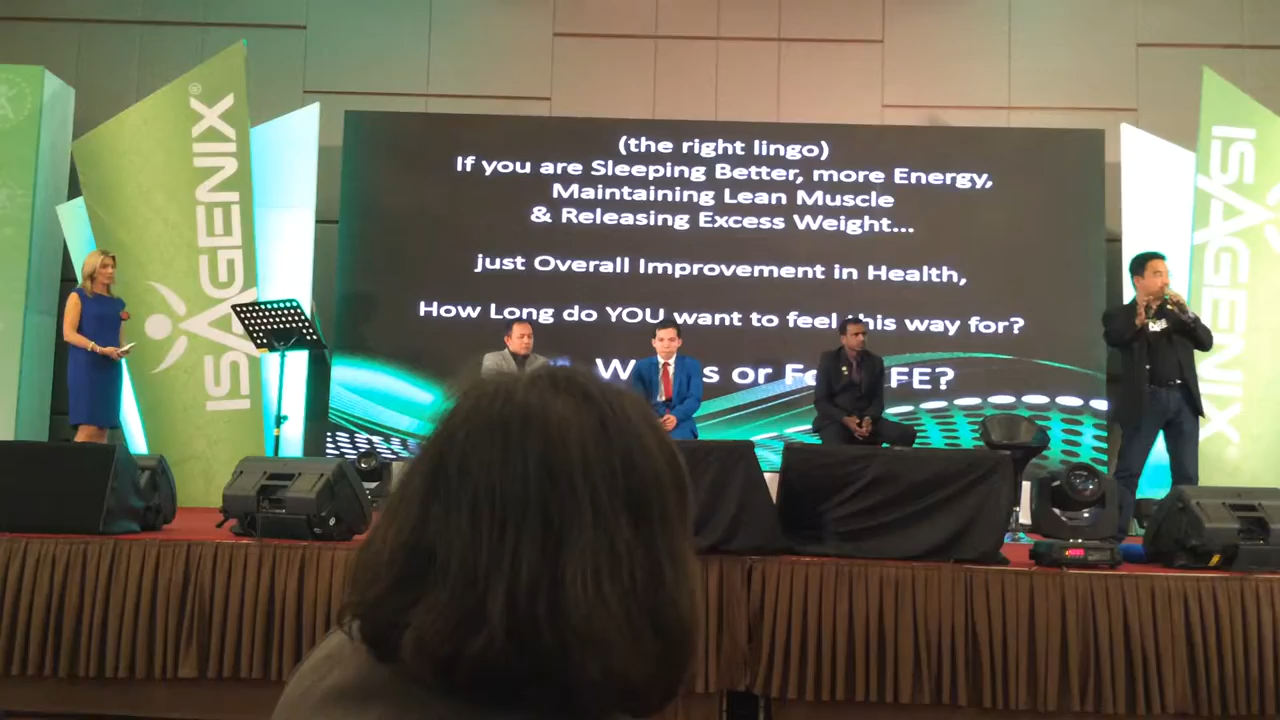 ISAGENIX®
(the right lingo)
If you are Sleeping Better, more Energy,
Maintaining Lean Muscle
& Releasing Excess Weight...
just Overall Improvement in Health,
How Long do YOU want to feel this way for?
or
ISAGENIX